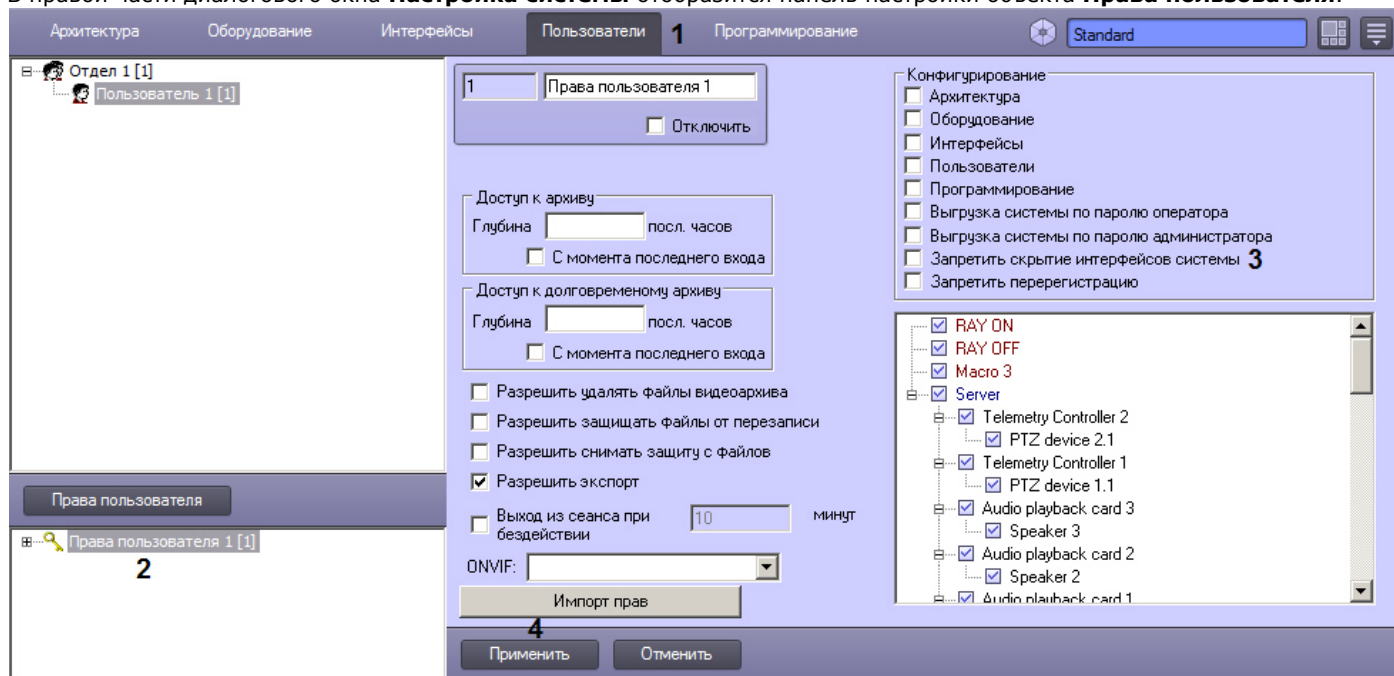 В правой части диалогового окна Настройка системы отобразится панель настройки объекта Права пользователя.
Архитектура Оборудование Интерфейсы Пользователи 1 Программирование Standard
Отдел 1 [1]
Пользователь 1 [1]
Права пользователя
Права пользователя 1 [1]
2
1 Права пользователя 1
Отключить
Доступ к архиву
Глубина посл. часов
С момента последнего входа
Доступ к долговременому архиву
Глубина посл. часов
С момента последнего входа
Разрешить удалять файлы видеоархива
Разрешить защищать файлы от перезаписи
Разрешить снимать защиту с файлов
Разрешить экспорт
Выход из сеанса при 10 минут
бездействии
ONVIF:
Импорт прав
4
Применить Отменить
Конфигурирование
Архитектура
Оборудование
Интерфейсы
Пользователи
Программирование
Выгрузка системы по паролю оператора
Выгрузка системы по паролю администратора
Запретить скрытие интерфейсов системы 3
Запретить перерегистрацию
RAY ON
RAY OFF
Macro 3
Server
Telemetry Controller 2
PTZ device 2.1
Telemetry Controller 1
PTZ device 1.1
Audio playback card 3
Speaker 3
Audio playback card 2
Speaker 2
Audio playback card 1